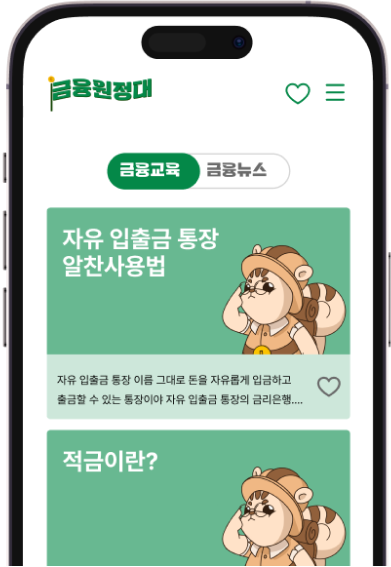 금융원정대
금융교육 금융뉴스
자유 입출금 통장
알찬사용법
자유 입출금 통장 이름 그대로 돈을 자유롭게 입금하고
출금할 수 있는 통장이야 자유 입출금 통장의 금리은행....
적금이란?